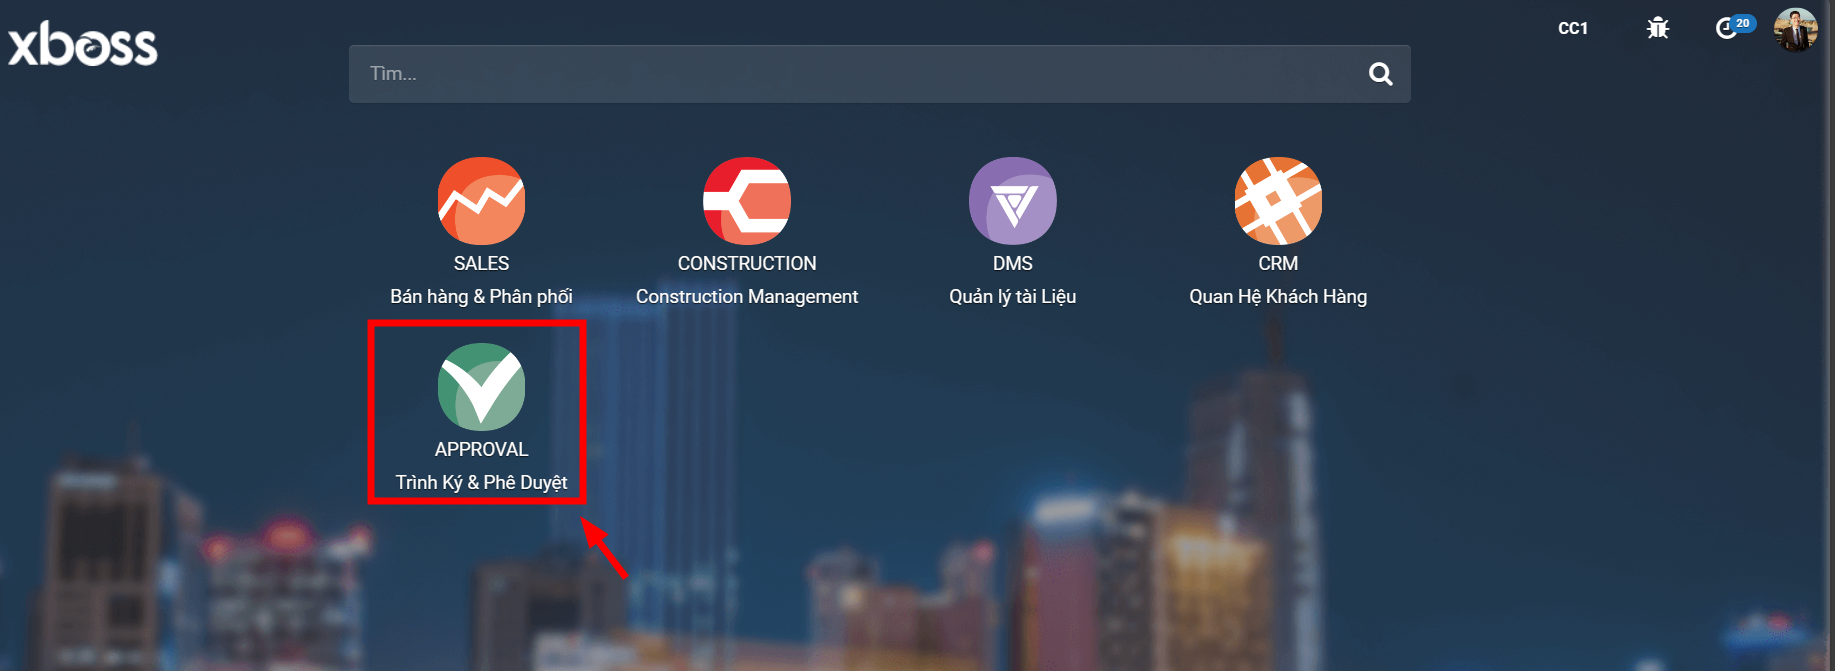 xboss
CC1
20
Tìm...
SALES
Bán hàng & Phân phối
CONSTRUCTION
Construction Management
DMS
Quản lý tài Liệu
CRM
Quan Hệ Khách Hàng
APPROVAL
Trình Ký & Phê Duyệt